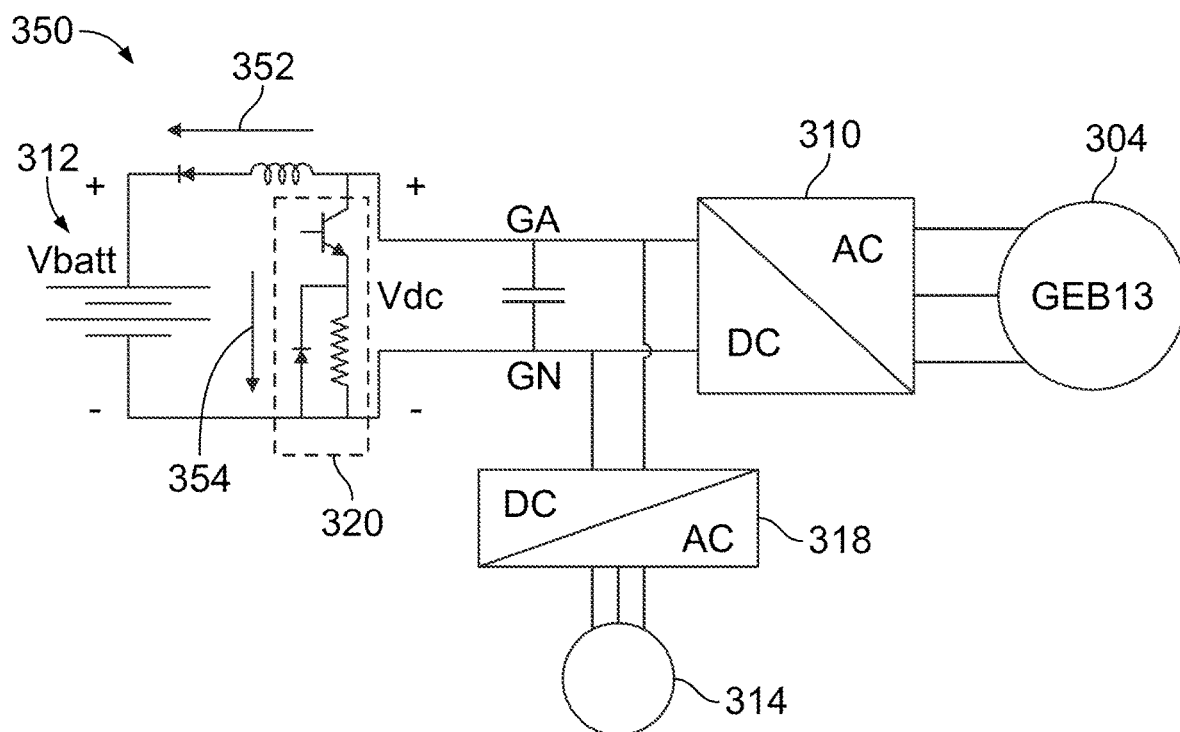 350
352
312
+
+
Vbatt
-
-
354
320
Vdc
GA
GN
310
AC
DC
304
GEB13
DC
AC
318
314